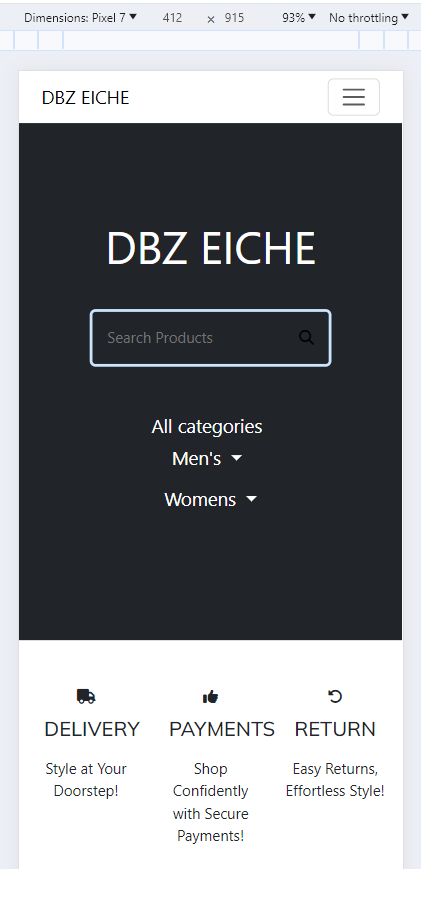 Dimensions: Pixel 7 412 × 915 93% No throttling
DBZ EICHE
DBZ EICHE
Search Products
All categories
Men's
Womens
DELIVERY PAYMENTS RETURN
Style at Your Doorstep!
Shop Confidently with Secure Payments!
Easy Returns, Effortless Style!